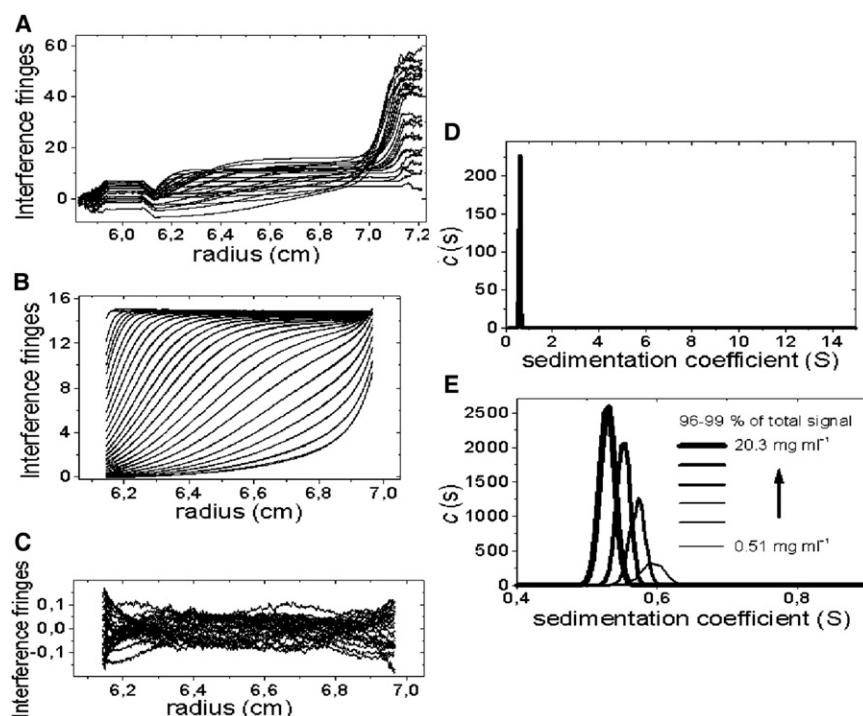 A
Interference fringes
60
40
20
0
6,0 6,2 6,4 6,6 6,8 7,0 7,2
radius (cm)
B
Interference fringes
16
12
8
4
0
6,2 6,4 6,6 6,8 7,0
radius (cm)
C
Interference fringes
0,1
0,0
-0,1
6,2 6,4 6,6 6,8 7,0
radius (cm)
D
c (s)
200
150
100
50
0
0 2 4 6 8 10 12 14
sedimentation coefficient (S)
E
c (s)
2500
2000
1500
1000
500
0
96-99 % of total signal
20.3 mg ml⁻¹
0.51 mg ml⁻¹
0,4 0,6 0,8
sedimentation coefficient (S)